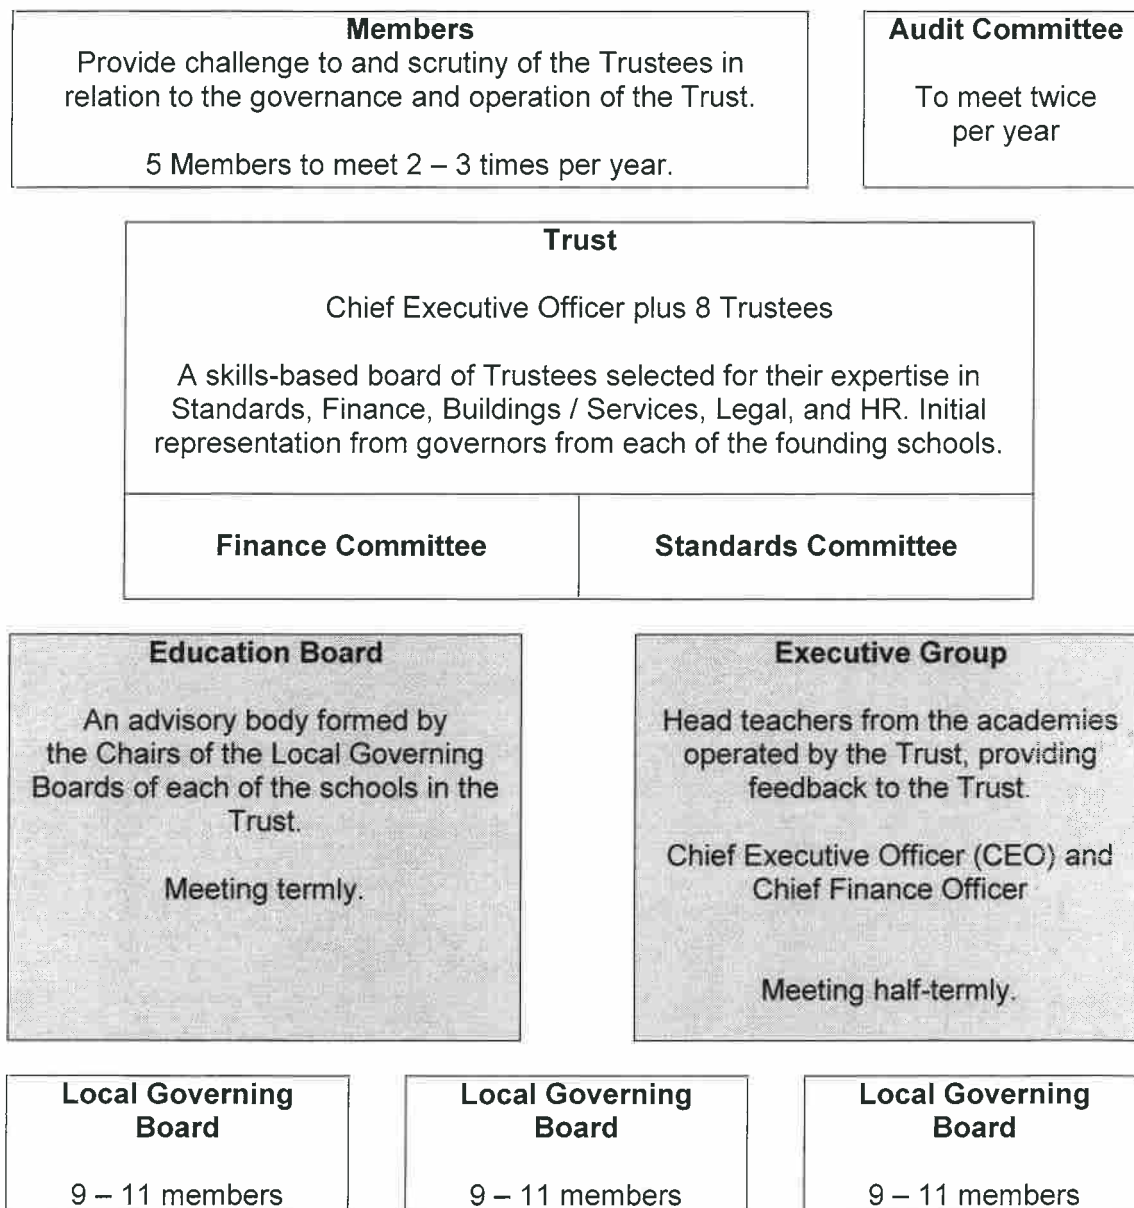 Members
Provide challenge to and scrutiny of the Trustees in
relation to the governance and operation of the Trust.
5 Members to meet 2 – 3 times per year.
Audit Committee
To meet twice
per year
Trust
Chief Executive Officer plus 8 Trustees
A skills-based board of Trustees selected for their expertise in
Standards, Finance, Buildings / Services, Legal, and HR. Initial
representation from governors from each of the founding schools.
Finance Committee
Standards Committee
Education Board
An advisory body formed by
the Chairs of the Local Governing
Boards of each of the schools in the
Trust.
Meeting termly.
Executive Group
Head teachers from the academies
operated by the Trust, providing
feedback to the Trust.
Chief Executive Officer (CEO) and
Chief Finance Officer
Meeting half-termly.
Local Governing
Board
9 – 11 members
Local Governing
Board
9 – 11 members
Local Governing
Board
9 – 11 members